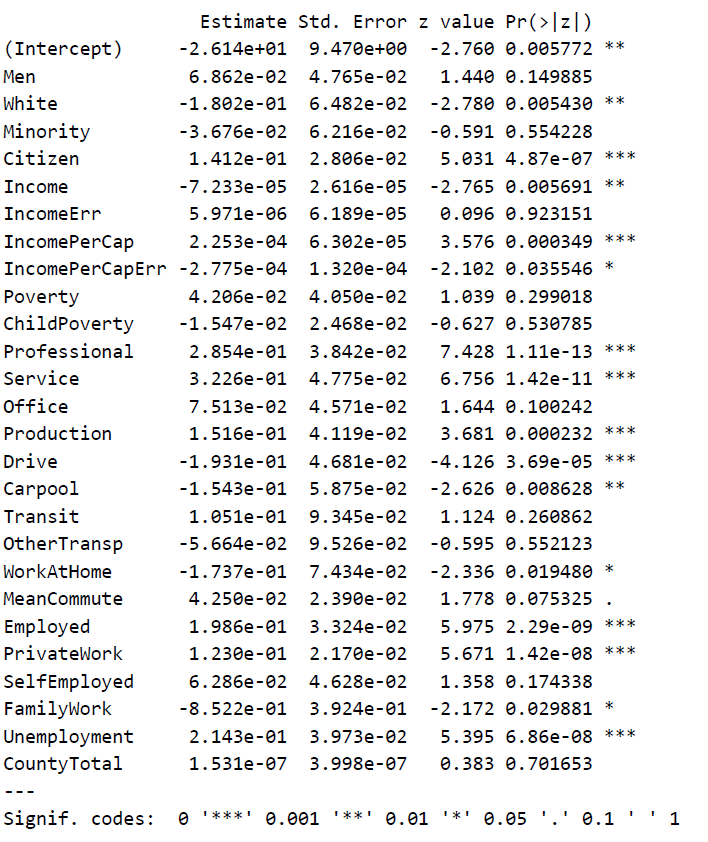 Estimate Std. Error z value Pr(>|z|)
(Intercept) -2.614e+01 9.470e+00 -2.760 0.005772 **
Men 6.862e-02 4.765e-02 1.440 0.149885
White -1.802e-01 6.482e-02 -2.780 0.005430 **
Minority -3.676e-02 6.216e-02 -0.591 0.554228
Citizen 1.412e-01 2.806e-02 5.031 4.87e-07 ***
Income -7.233e-05 2.616e-05 -2.765 0.005691 **
IncomeErr 5.971e-06 6.189e-05 0.096 0.923151
IncomePerCap 2.253e-04 6.302e-05 3.576 0.000349 ***
IncomePerCapErr -2.775e-04 1.320e-04 -2.102 0.035546 *
Poverty 4.206e-02 4.050e-02 1.039 0.299018
ChildPoverty -1.547e-02 2.468e-02 -0.627 0.530785
Professional 2.854e-01 3.842e-02 7.428 1.11e-13 ***
Service 3.226e-01 4.775e-02 6.756 1.42e-11 ***
Office 7.513e-02 4.571e-02 1.644 0.100242
Production 1.516e-01 4.119e-02 3.681 0.000232 ***
Drive -1.931e-01 4.681e-02 -4.126 3.69e-05 ***
Carpool -1.543e-01 5.875e-02 -2.626 0.008628 **
Transit 1.051e-01 9.345e-02 1.124 0.260862
OtherTransp -5.664e-02 9.526e-02 -0.595 0.552123
WorkAtHome -1.737e-01 7.434e-02 -2.336 0.019480 *
MeanCommute 4.250e-02 2.390e-02 1.778 0.075325 .
Employed 1.986e-01 3.324e-02 5.975 2.29e-09 ***
PrivateWork 1.230e-01 2.170e-02 5.671 1.42e-08 ***
SelfEmployed 6.286e-02 4.628e-02 1.358 0.174338
FamilyWork -8.522e-01 3.924e-01 -2.172 0.029881 *
Unemployment 2.143e-01 3.973e-02 5.395 6.86e-08 ***
CountyTotal 1.531e-07 3.998e-07 0.383 0.701653
---
Signif. codes: 0 '***' 0.001 '**' 0.01 '*' 0.05 '.' 0.1 ' ' 1